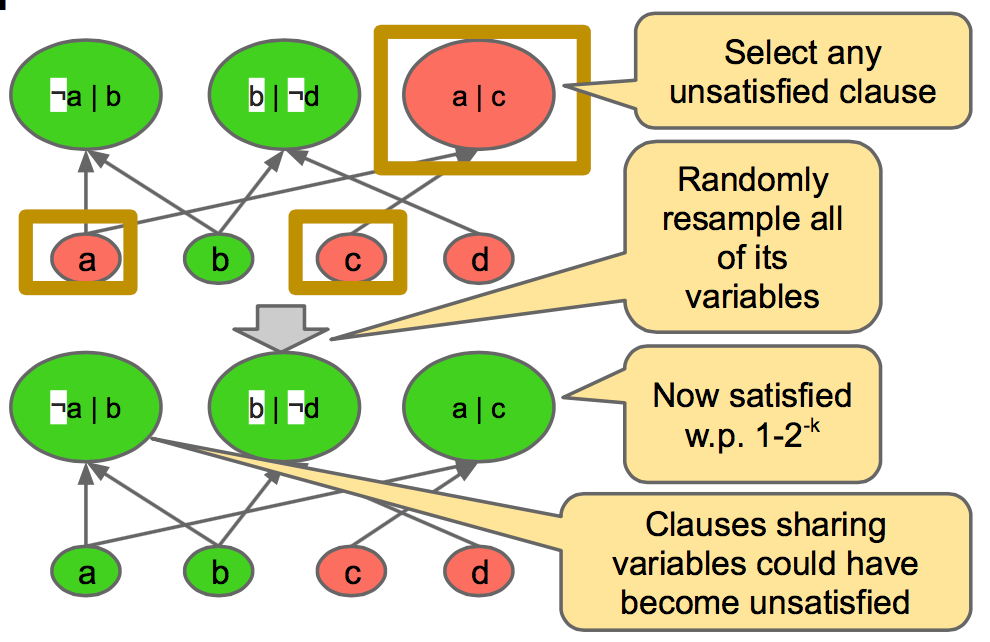 ¬a | b
b | ¬d
a | c
Select any
unsatisfied clause
Randomly
resample all
of its
variables
a
b
c
d
¬a | b
b | ¬d
a | c
Now satisfied
w.p. 1-2⁻ᵏ
Clauses sharing
variables could have
become unsatisfied
a
b
c
d